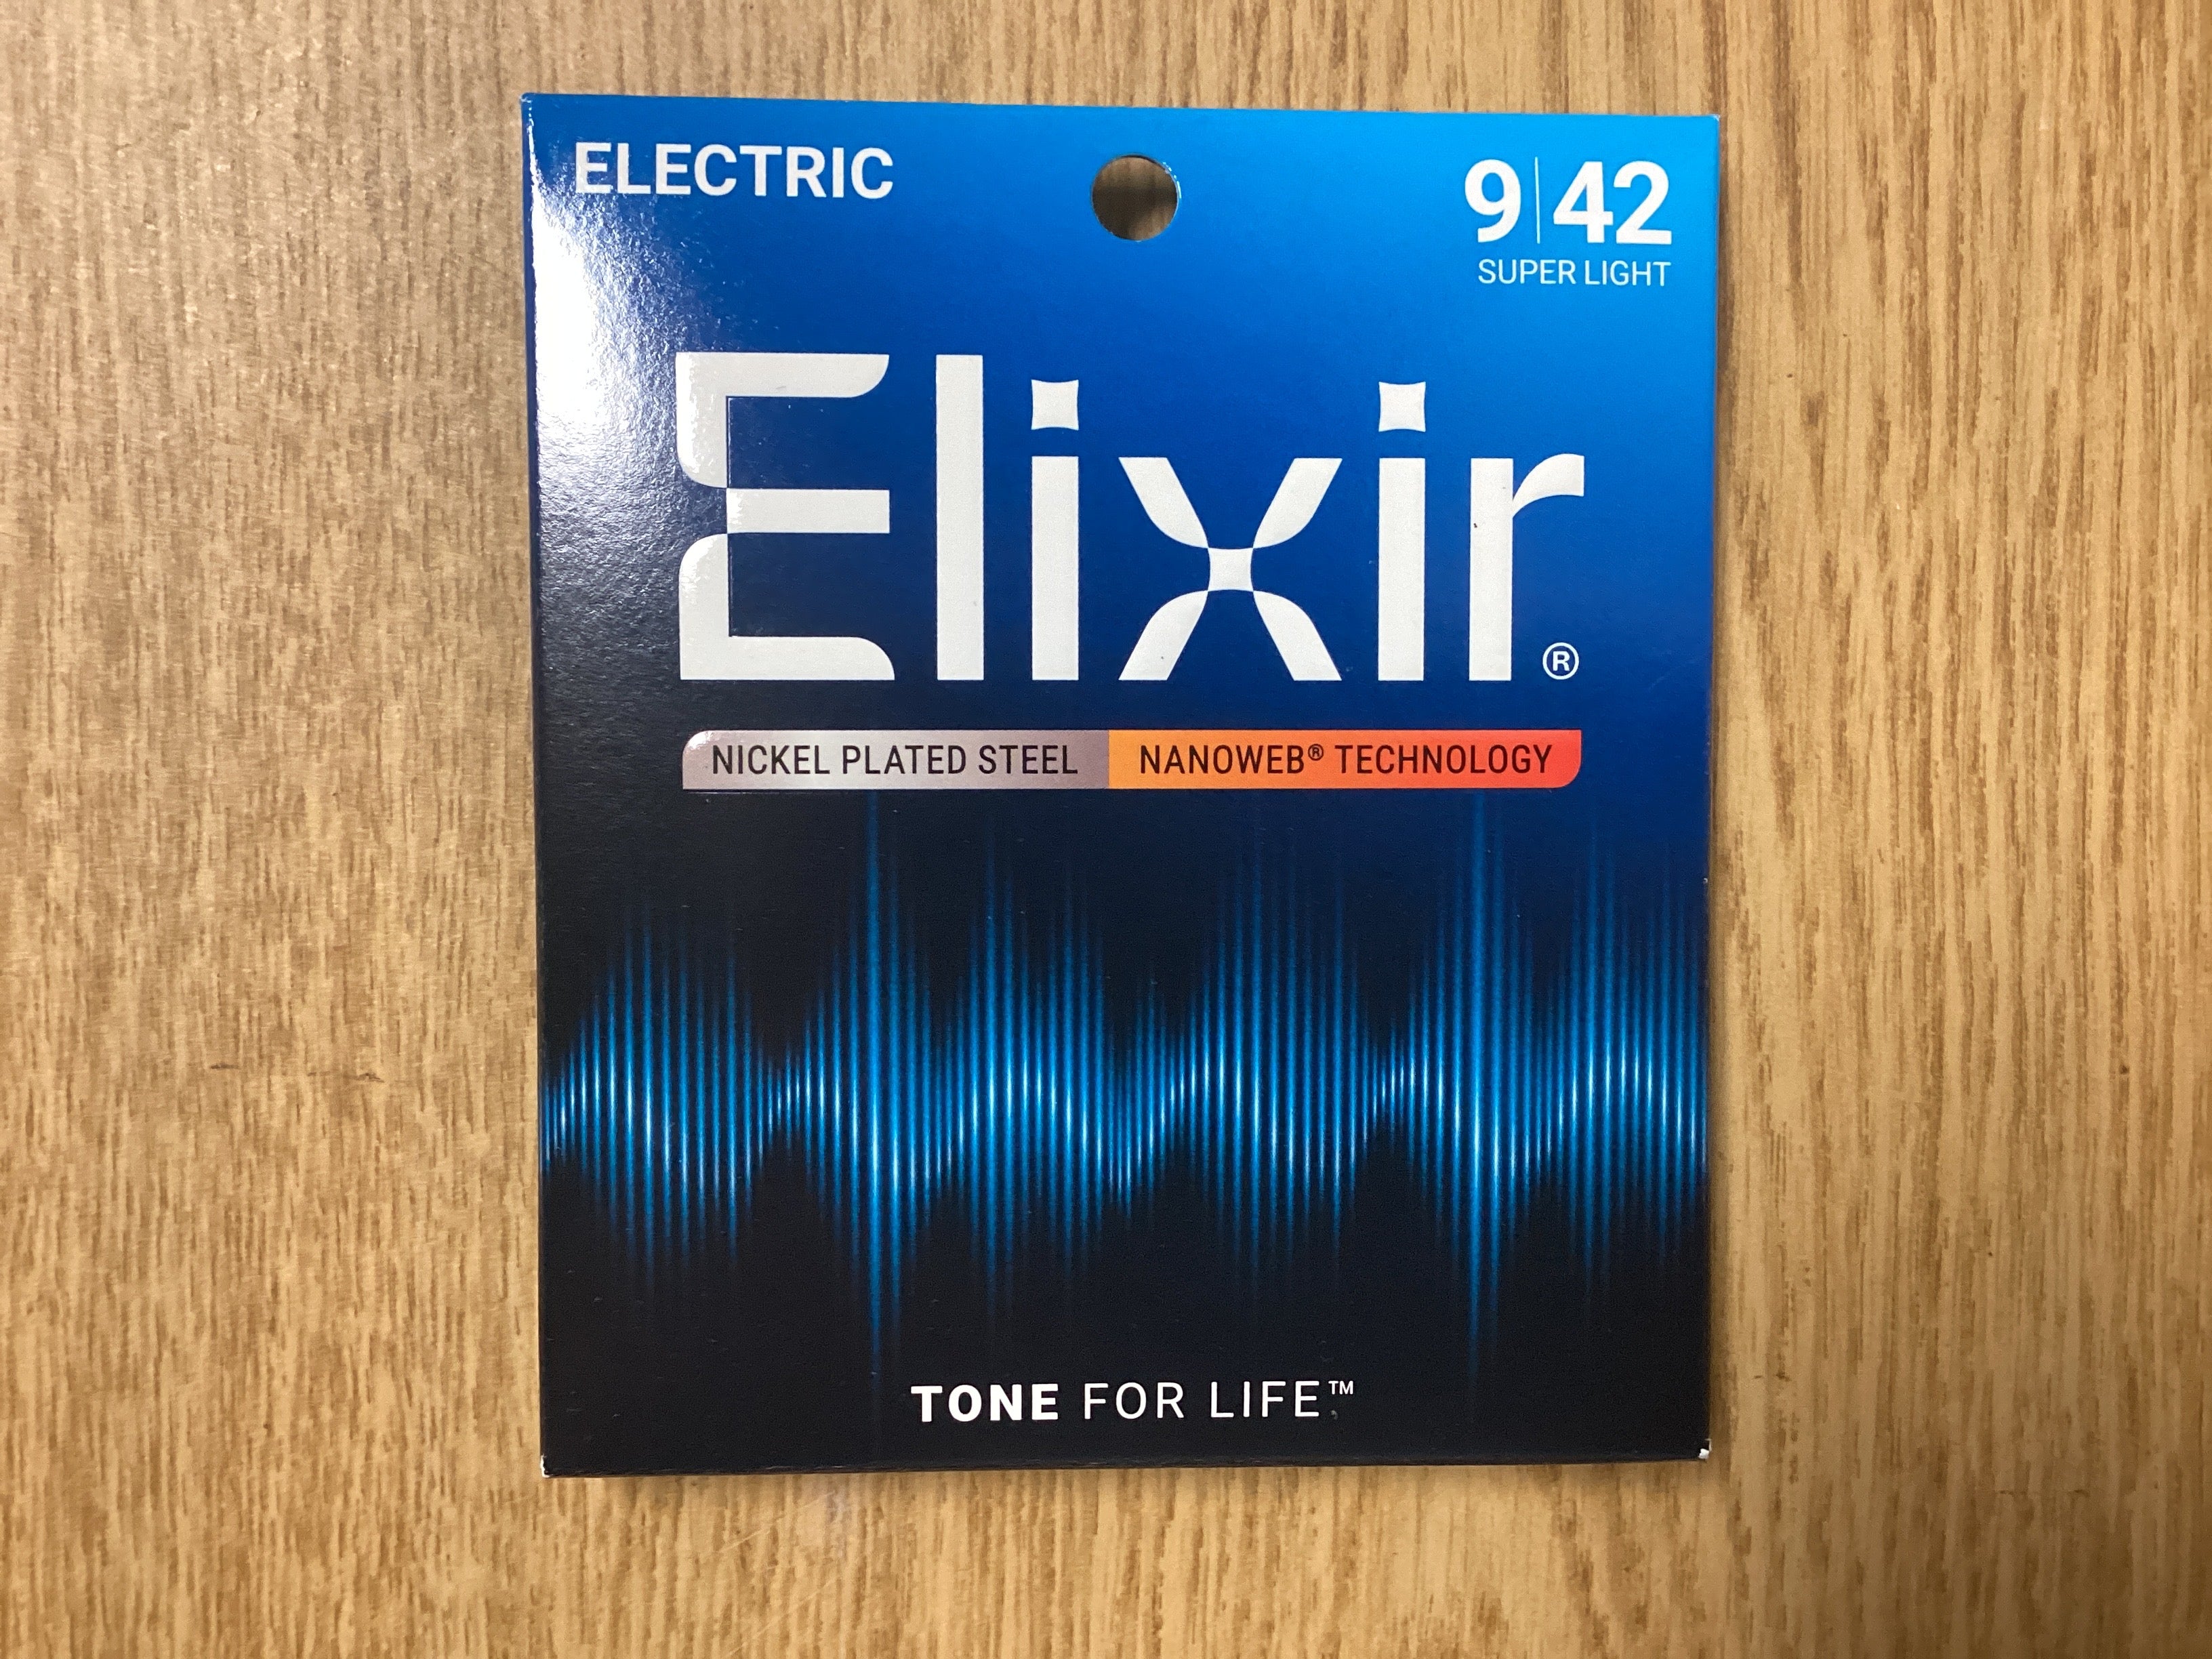 ELECTRIC
9|42
SUPER LIGHT
Elixir®
NICKEL PLATED STEEL NANOWEB® TECHNOLOGY
TONE FOR LIFE™